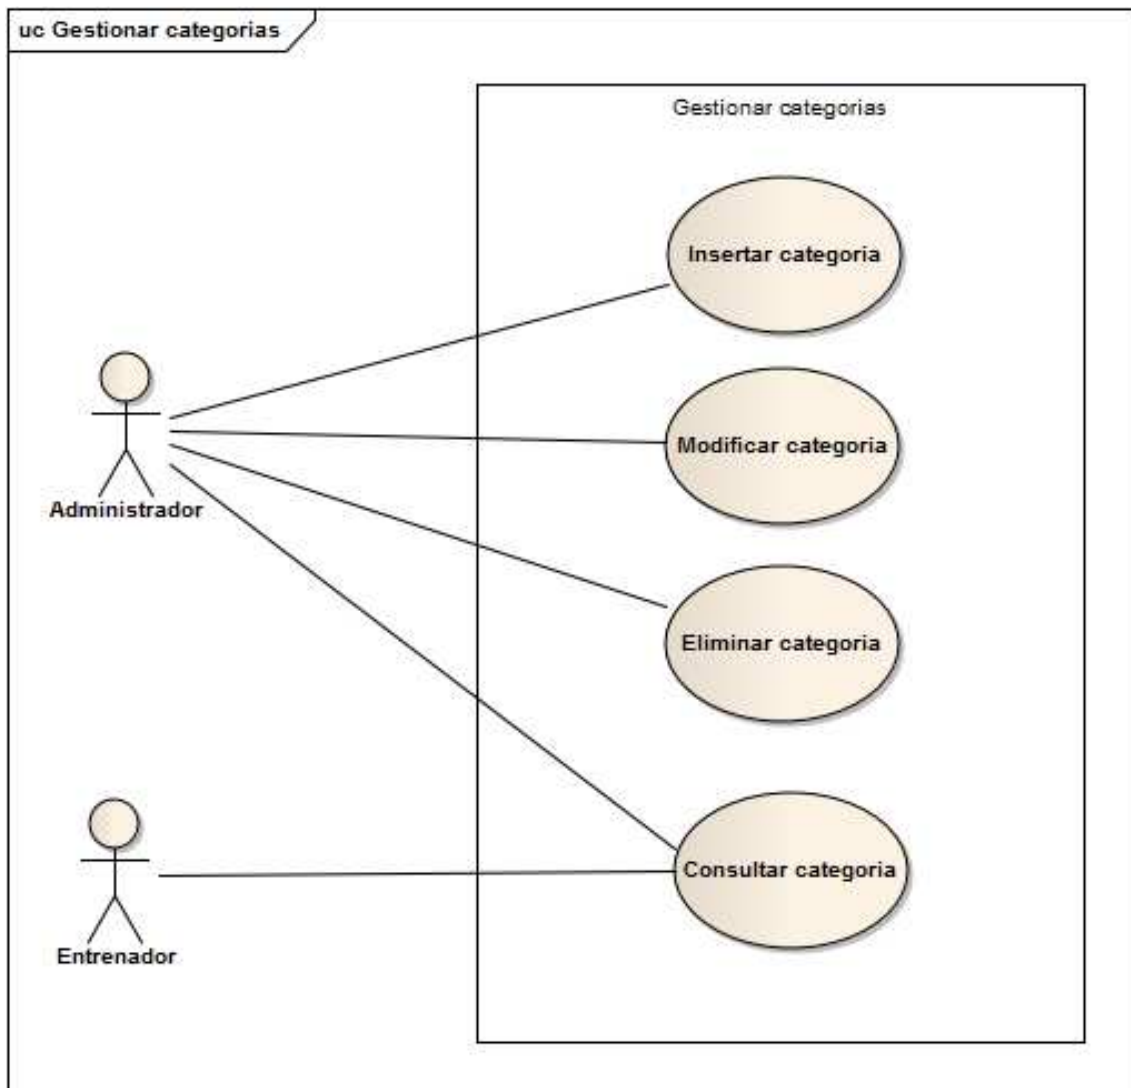 uc Gestionar categorias
Gestionar categorias
Insertar categoria
Modificar categoria
Administrador
Eliminar categoria
Consultar categoria
Entrenador